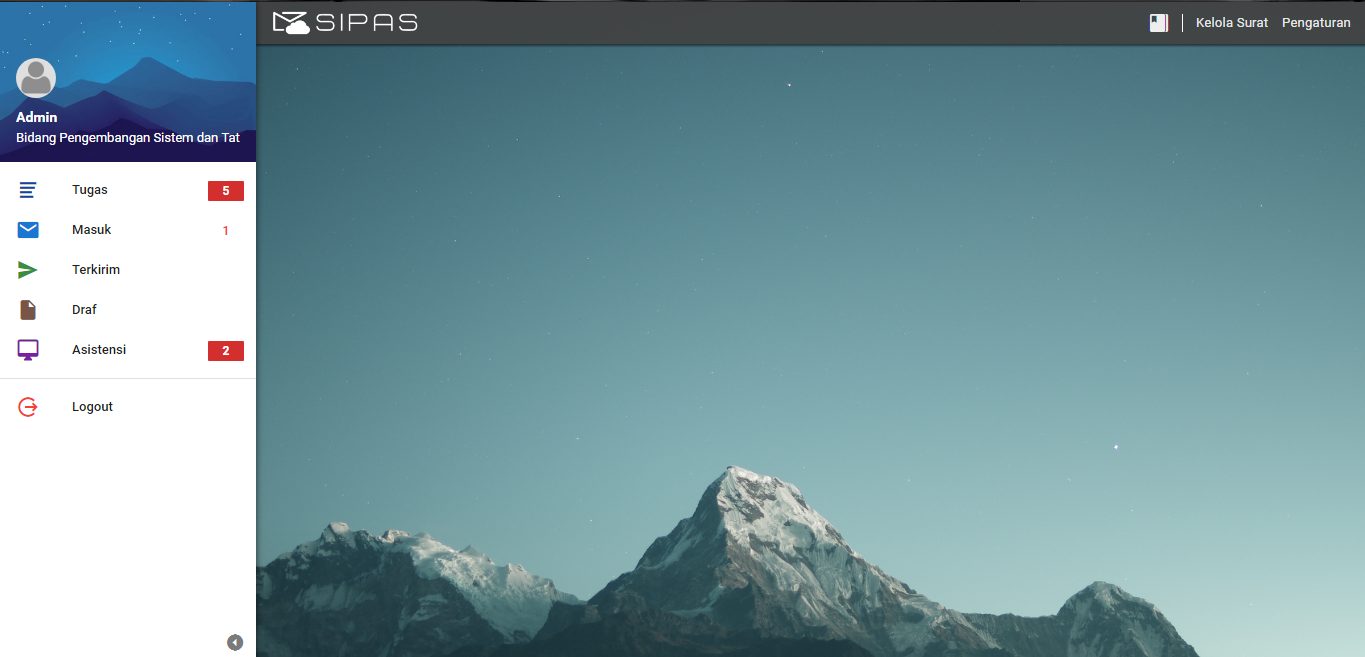 SIPAS
Kelola Surat
Pengaturan
Admin
Bidang Pengembangan Sistem dan Tat
Tugas 5
Masuk 1
Terkirim
Draf
Asistensi 2
Logout